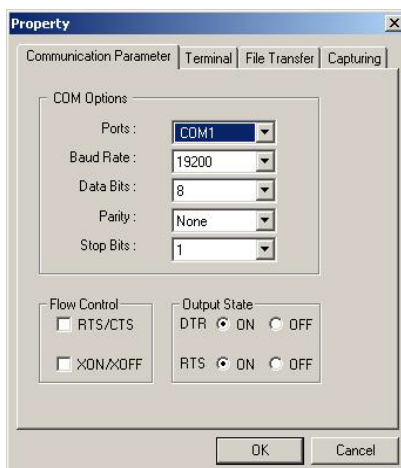 Property
Communication Parameter Terminal File Transfer Capturing
COM Options
Ports : COM1
Baud Rate : 19200
Data Bits : 8
Parity : None
Stop Bits : 1
Flow Control Output State
RTS/CTS DTR ON OFF
XON/XOFF RTS ON OFF
OK Cancel